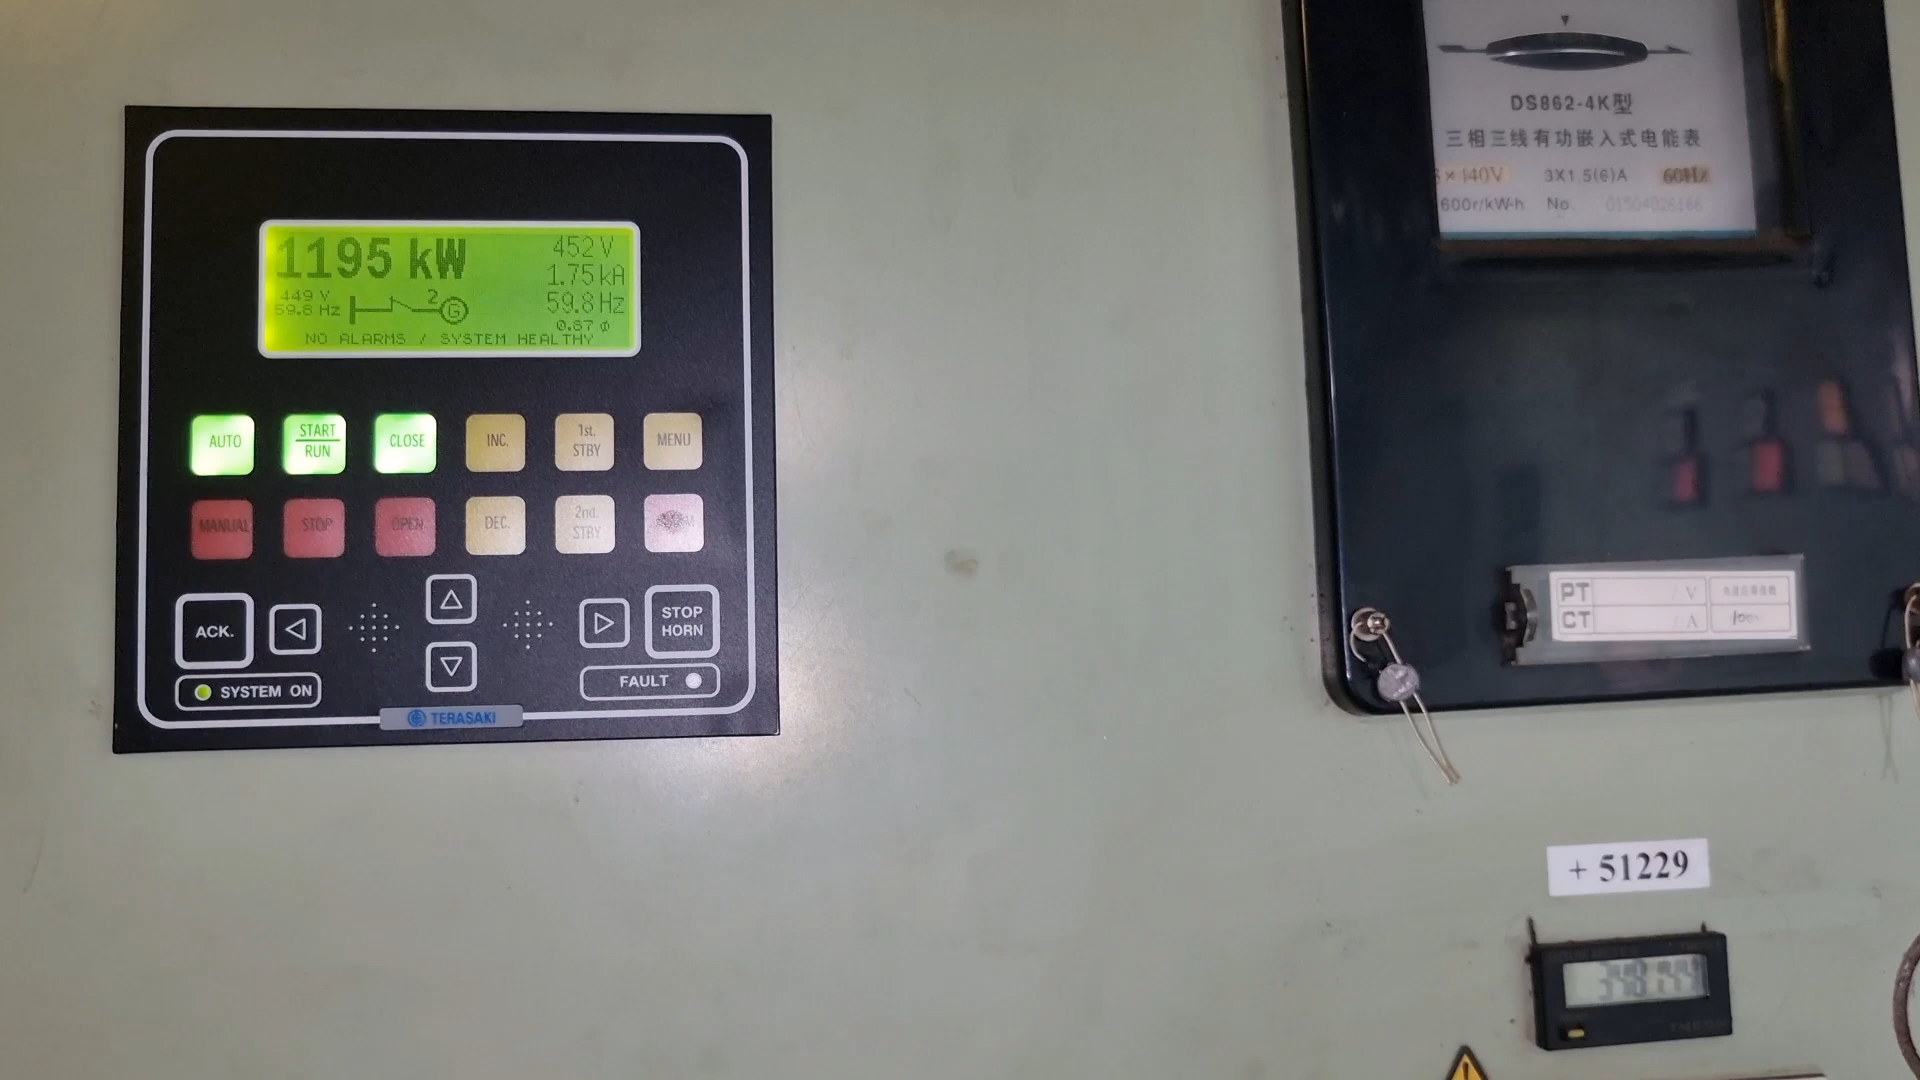 1195 kW
452 V
1.75 kA
449 V
59.8 Hz
2
G
59.8 Hz
0.87 φ
NO ALARMS / SYSTEM HEALTHY
AUTO
START
RUN
CLOSE
INC.
1st.
STBY
MENU
MANUAL
STOP
OPEN
DEC.
2nd.
STBY
ACK.
STOP
HORN
SYSTEM ON
FAULT
TERASAKI
DS862-4K型
三相三线有功嵌入式电能表
×140V 3X1.5(6)A 60Hz
600r/kW-h No. 01504026166
PT / V
CT / A
+ 51229